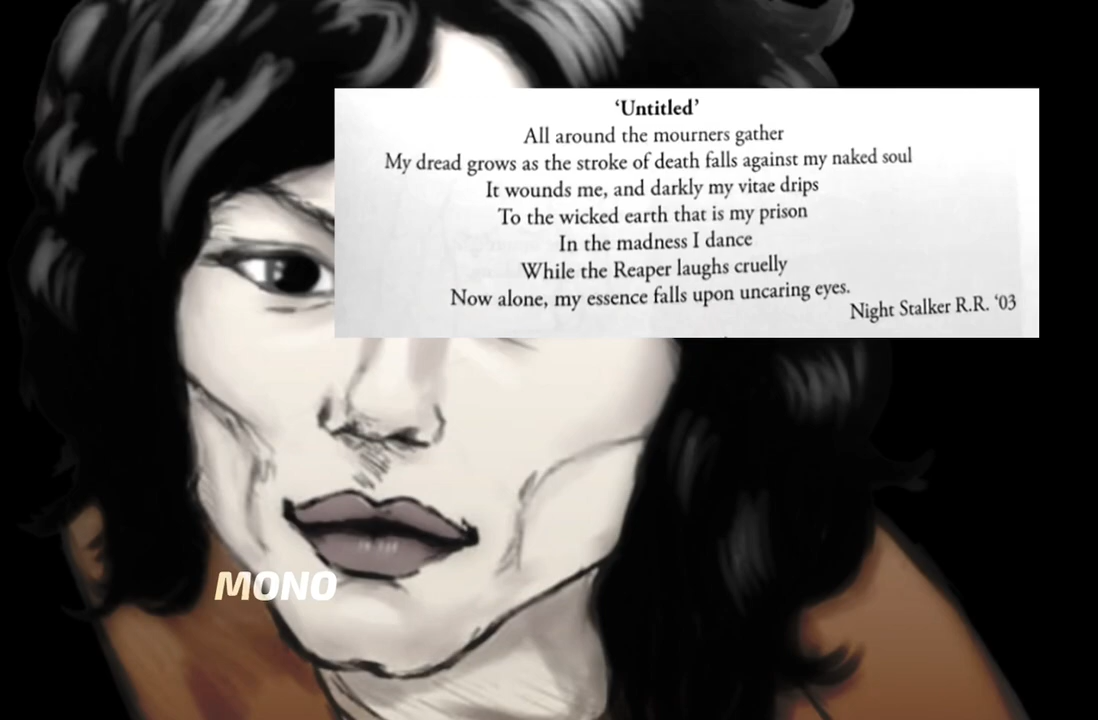 ‘Untitled’
All around the mourners gather
My dread grows as the stroke of death falls against my naked soul
It wounds me, and darkly my vitae drips
To the wicked earth that is my prison
In the madness I dance
While the Reaper laughs cruelly
Now alone, my essence falls upon uncaring eyes.
Night Stalker R.R. ‘03
MONO